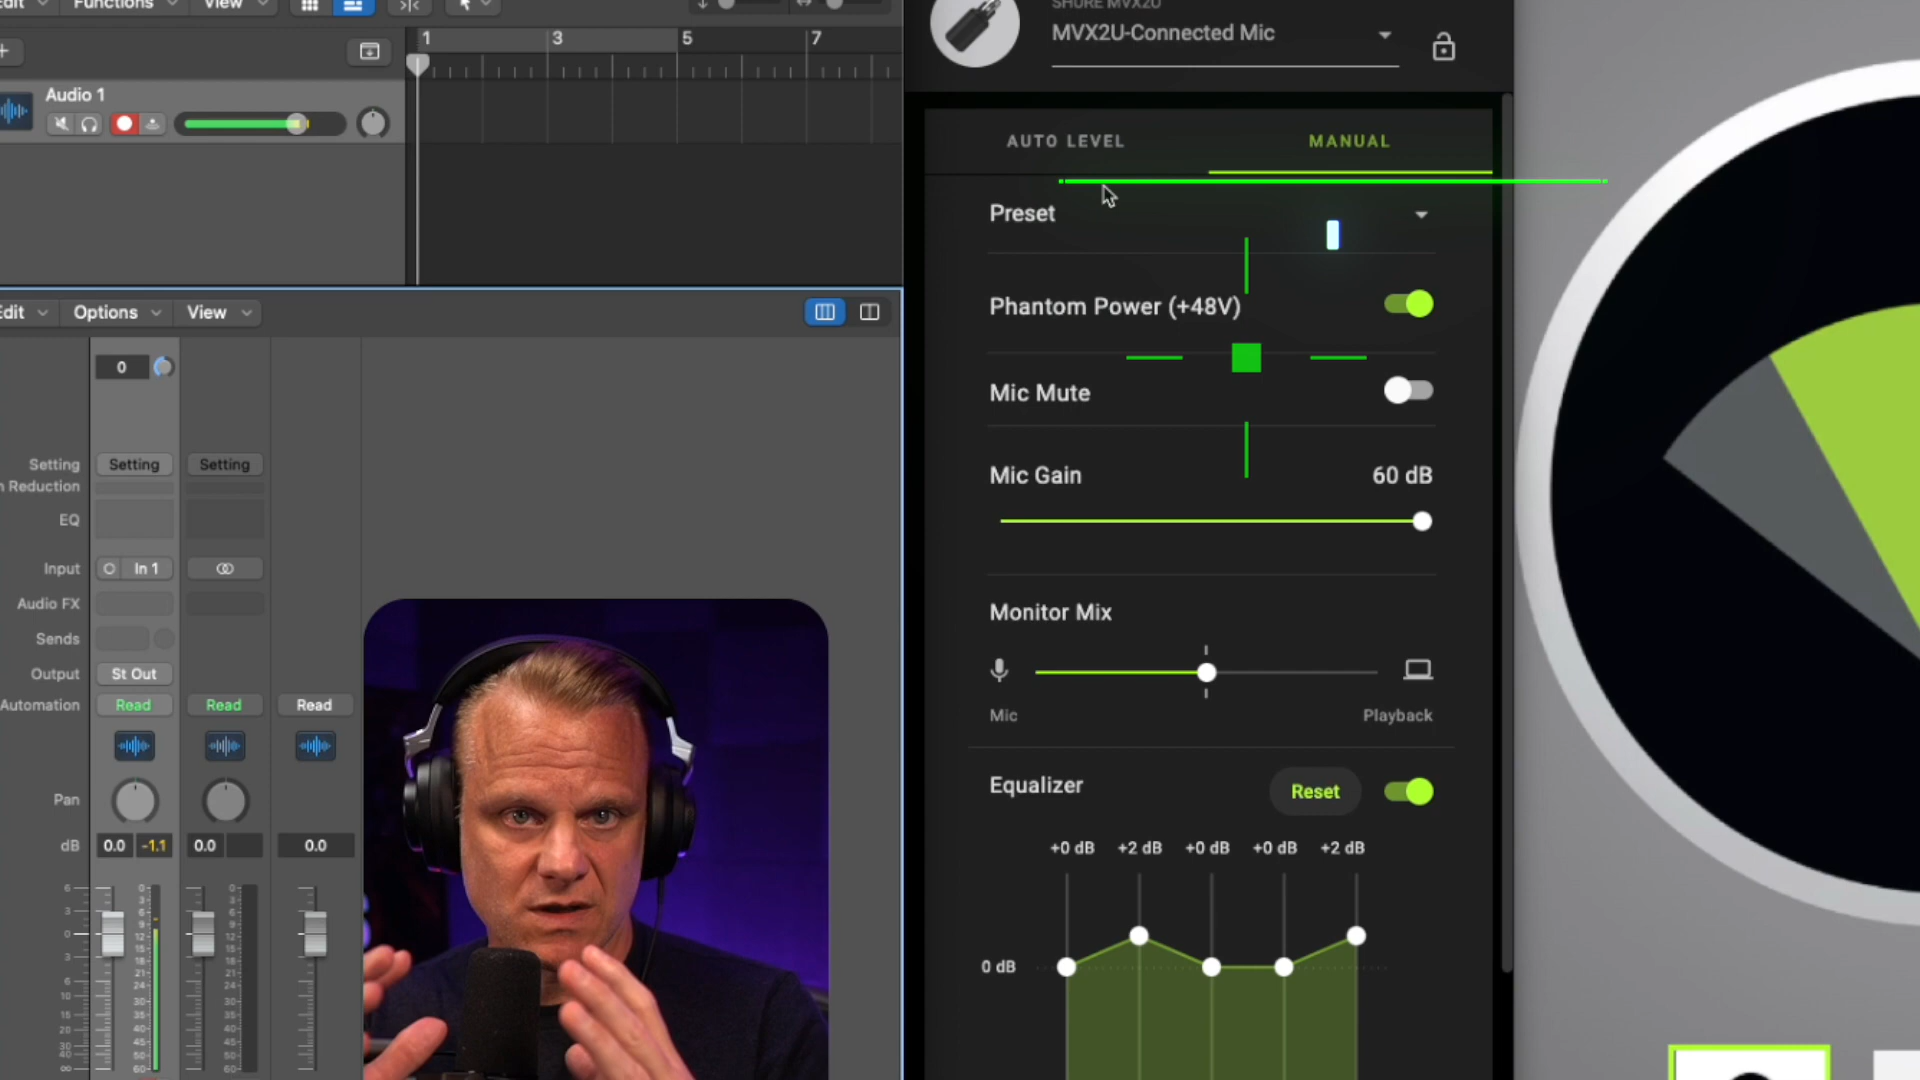 Functions
View
1
3
5
7
Audio 1
Edit
Options
View
0
Setting
Setting
Setting
Reduction
EQ
Input
In 1
Audio FX
Sends
Output
St Out
Automation
Read
Read
Read
Pan
dB
0.0
-1.1
0.0
0.0
SHURE MVX2U
MVX2U-Connected Mic
AUTO LEVEL
MANUAL
Preset
Phantom Power (+48V)
Mic Mute
Mic Gain
60 dB
Monitor Mix
Mic
Playback
Equalizer
Reset
+0 dB
+2 dB
+0 dB
+0 dB
+2 dB
0 dB